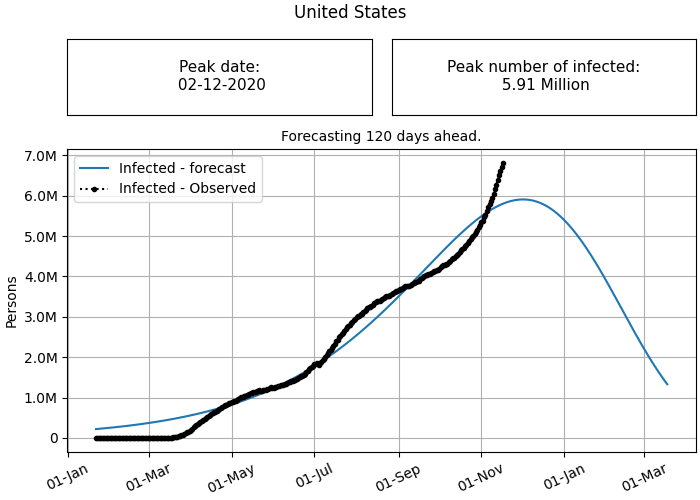 United States
Peak date:
02-12-2020
Peak number of infected:
5.91 Million
Forecasting 120 days ahead.
7.0M
6.0M
5.0M
4.0M
3.0M
2.0M
1.0M
0
Persons
Infected - forecast
Infected - Observed
01-Jan
01-Mar
01-May
01-Jul
01-Sep
01-Nov
01-Jan
01-Mar